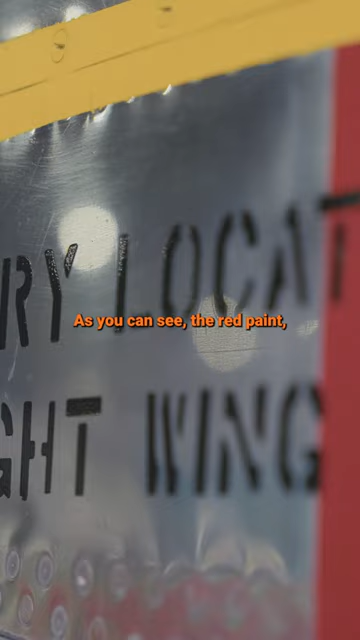 RY LOCAT
As you can see, the red paint,
GHT WING